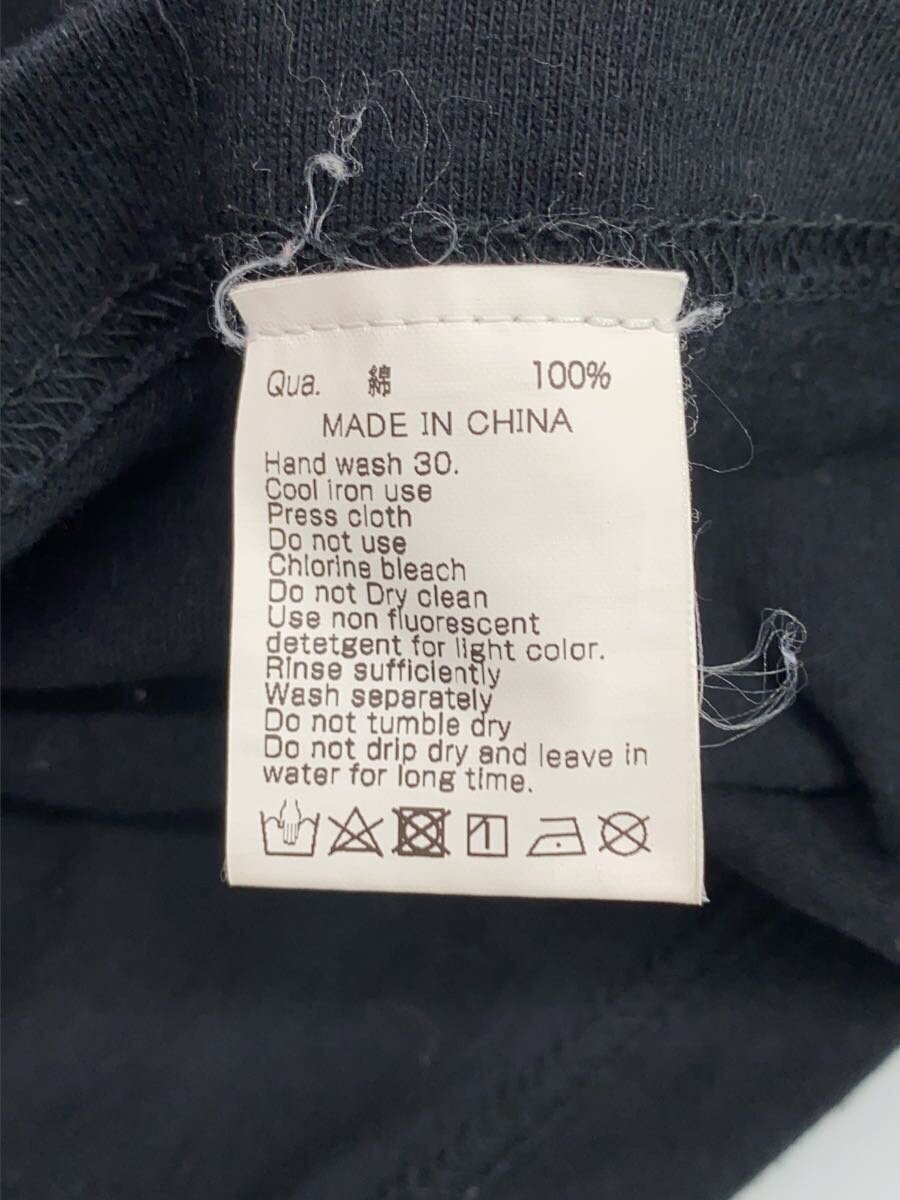 Qua. 綿 100%
MADE IN CHINA
Hand wash 30.
Cool iron use
Press cloth
Do not use
Chlorine bleach
Do not Dry clean
Use non fluorescent
detetgent for light color.
Rinse sufficiently
Wash separately
Do not tumble dry
Do not drip dry and leave in
water for long time.